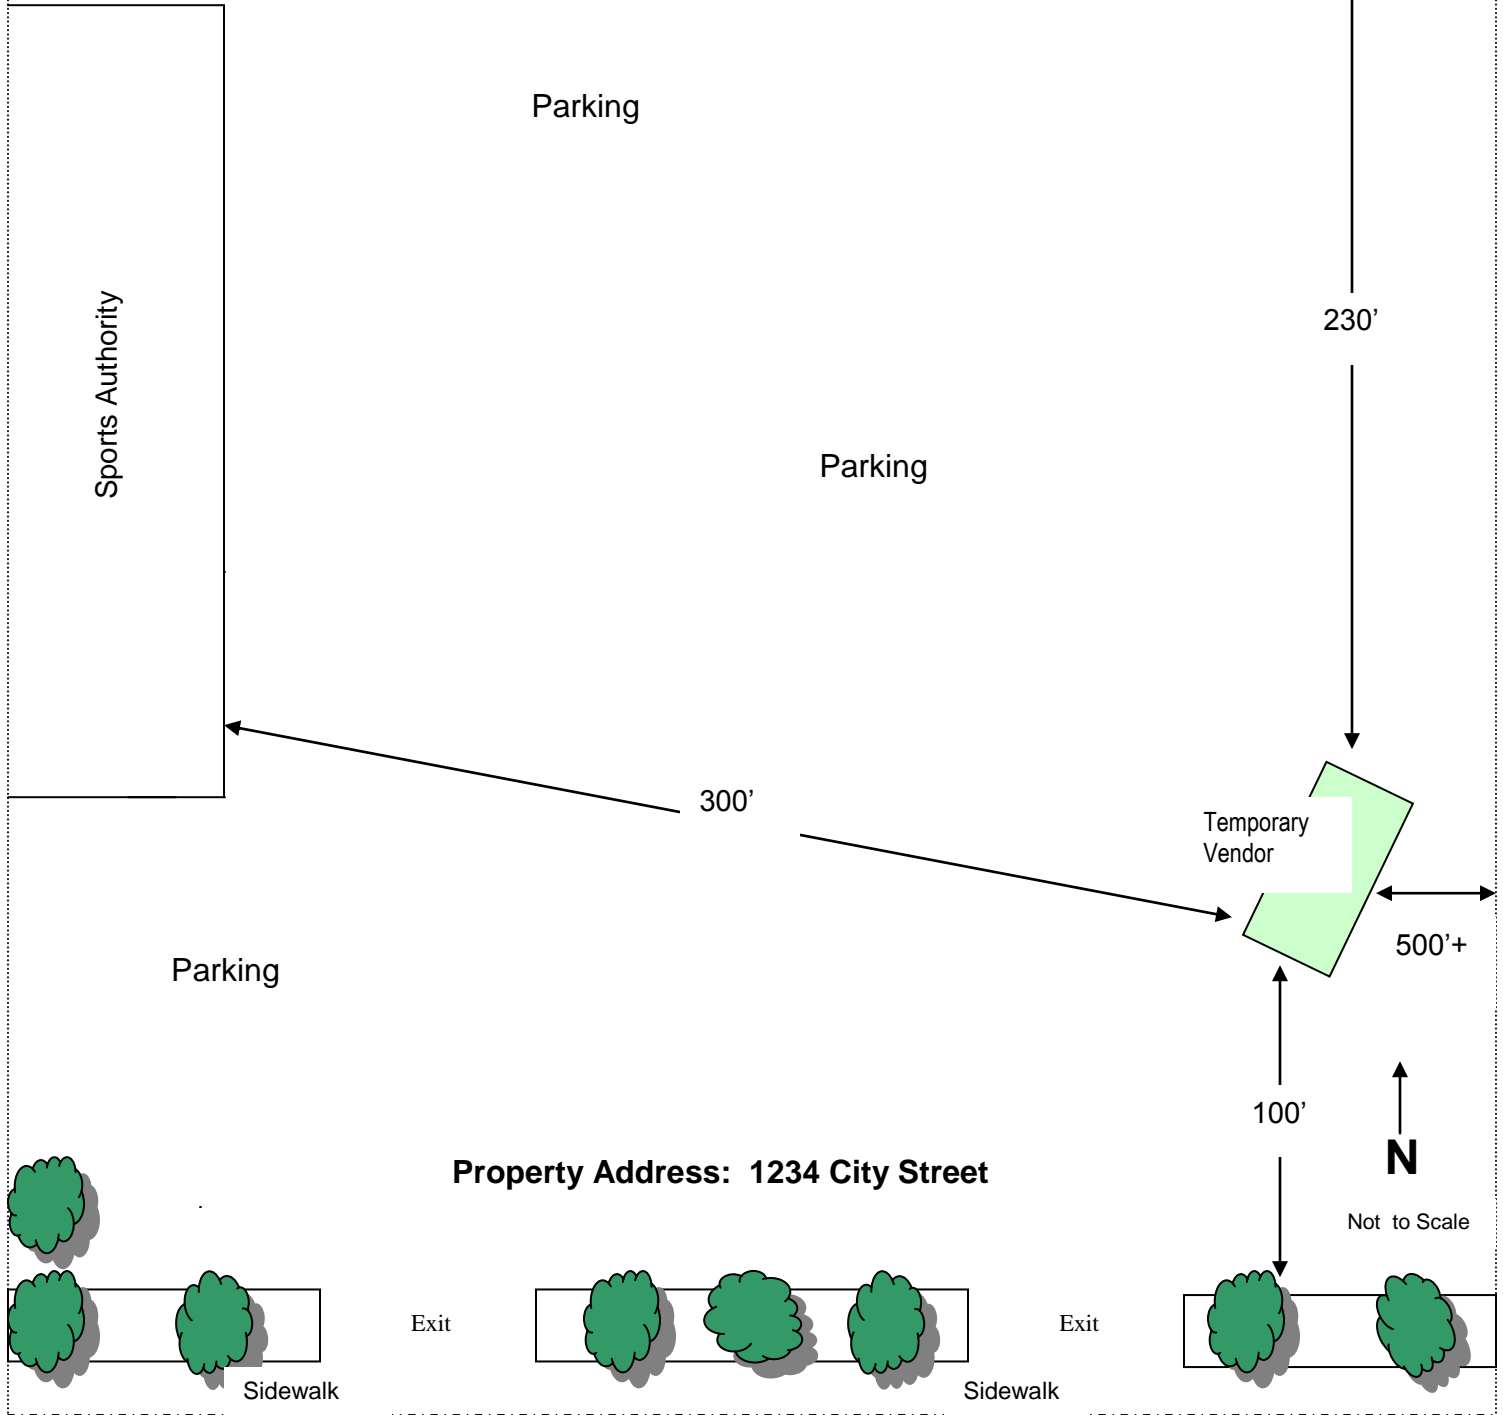 Parking
230’
Sports Authority
Parking
300’
Temporary
Vendor
500’+
Parking
100’
N
Property Address: 1234 City Street
Not to Scale
Exit
Exit
Sidewalk
Sidewalk